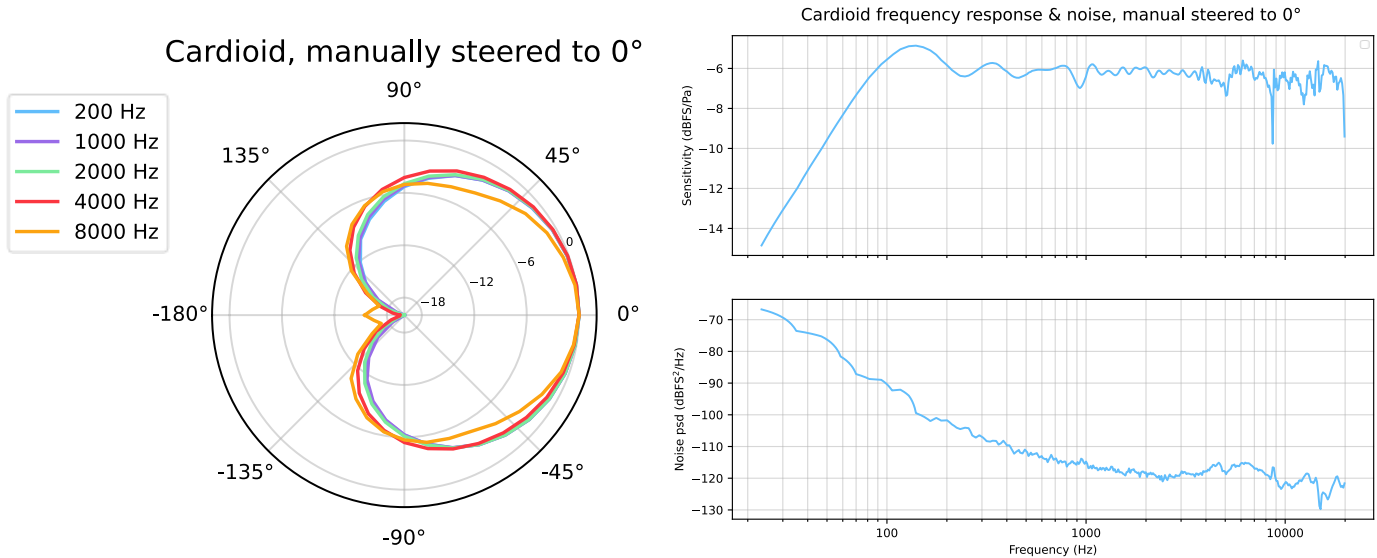 Cardioid, manually steered to 0°
200 Hz
1000 Hz
2000 Hz
4000 Hz
8000 Hz
90°
135°
45°
0
−6
−12
−18
-180°
0°
-135°
-45°
-90°
Cardioid frequency response & noise, manual steered to 0°
Sensitivity (dBFS/Pa)
−6
−8
−10
−12
−14
Noise psd (dBFS²/Hz)
−70
−80
−90
−100
−110
−120
−130
100
1000
10000
Frequency (Hz)